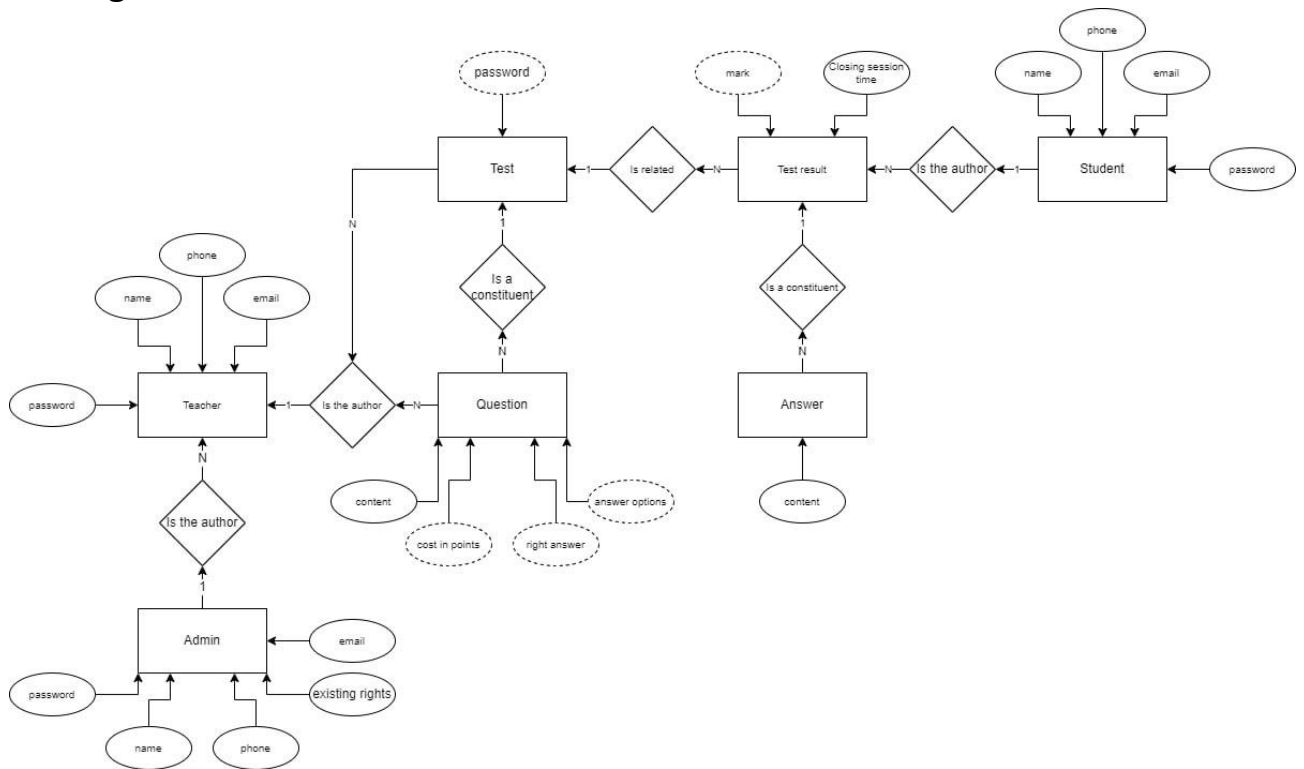 phone
password
mark
Closing session
time
name
email
Test
Is related
Test result
Is the author
Student
password
1
N
N
1
N
1
1
phone
Is a
constituent
Is a constituent
name
email
N
N
password
Teacher
1
Is the author
N
Question
Answer
N
content
answer options
content
Is the author
cost in points
right answer
1
Admin
email
password
existing rights
name
phone